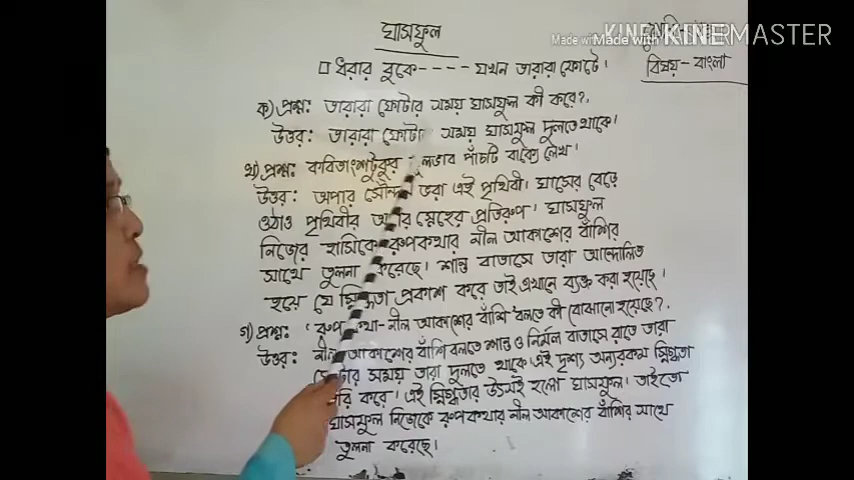 ঘাসফুল
Made with KINEMASTER
বিষয় - বাংলা
□ ধরার বুকে ---- যখন তারারা ফোটে।
ক) প্রশ্ন: তারারা ফোটার সময় ঘাসফুল কী করে?
উত্তর: তারারা ফোটার সময় ঘাসফুল দুলতে থাকে।
খ) প্রশ্ন: কবিতাংশটুকুর পাঁচটি বাক্যে লেখ।
উত্তর: অপার ভরা এই পৃথিবী। ঘাসের বেড়ে
ওঠাও পৃথিবীর স্নেহের প্রতিরূপ। ঘাসফুল
নিজের হাসিকে রুপকথার নীল আকাশের বাঁশির
সাথে তুলনা করেছে। শান্ত বাতাসে তারা আন্দোলিত
হয়ে যে স্নিগ্ধতা প্রকাশ করে তাই এখানে ব্যক্ত করা হয়েছে।
গ) প্রশ্ন: 'রুপকথা-নীল আকাশের বাঁশি' বলতে কী বোঝানো হয়েছে?
উত্তর: নীল আকাশের বাঁশি বলতে শান্ত ও নির্মল বাতাসে রাতে তারা
সময় তারা দুলতে থাকে এই দৃশ্য অন্যরকম স্নিগ্ধতা
করে। এই স্নিগ্ধতার উৎসই হলো ঘাসফুল। তাইতো
ঘাসফুল নিজেকে রুপকথার নীল আকাশের বাঁশির সাথে
তুলনা করেছে।